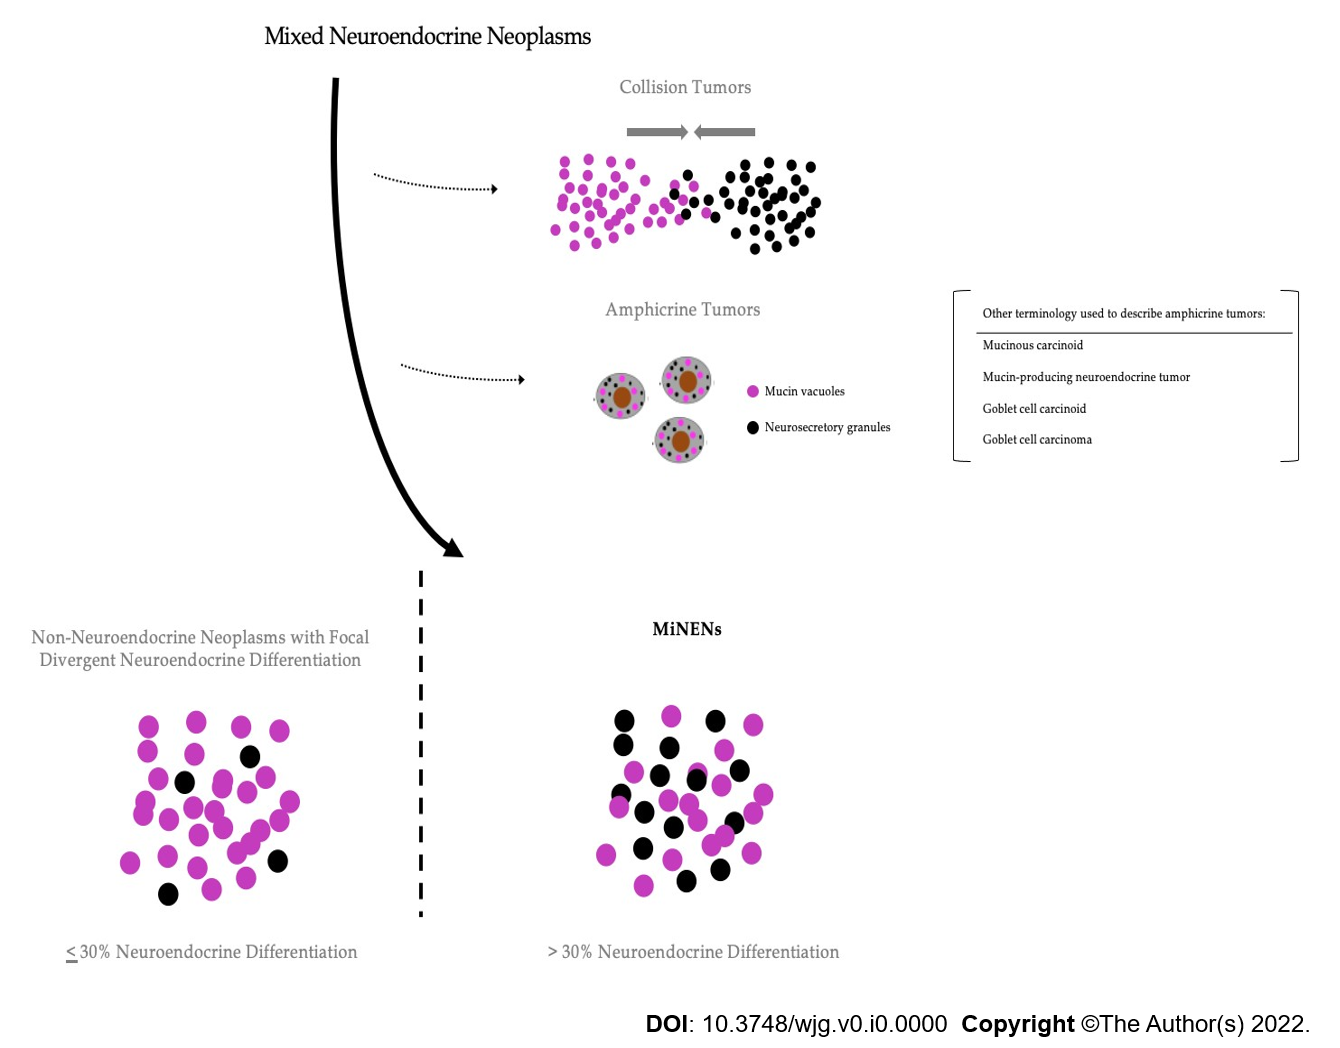 Mixed Neuroendocrine Neoplasms
Collision Tumors
Amphicrine Tumors
Mucin vacuoles
Neurosecretory granules
Other terminology used to describe amphicrine tumors:
Mucinous carcinoid
Mucin-producing neuroendocrine tumor
Goblet cell carcinoid
Goblet cell carcinoma
Non-Neuroendocrine Neoplasms with Focal
Divergent Neuroendocrine Differentiation
MiNENs
≤ 30% Neuroendocrine Differentiation
> 30% Neuroendocrine Differentiation
DOI: 10.3748/wjg.v0.i0.0000 Copyright ©The Author(s) 2022.